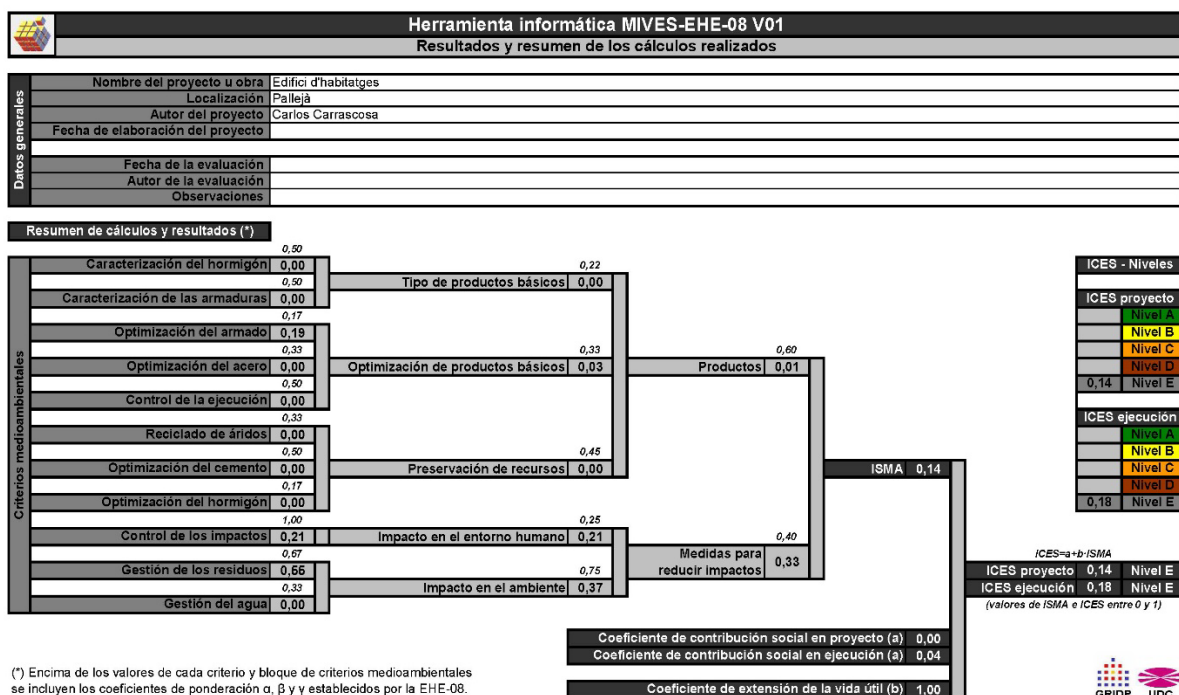 Herramienta informática MIVES-EHE-08 V01
Resultados y resumen de los cálculos realizados
Datos generales
Nombre del proyecto u obra Edifici d'habitatges
Localización Pallejà
Autor del proyecto Carlos Carrascosa
Fecha de elaboración del proyecto
Fecha de la evaluación
Autor de la evaluación
Observaciones
Resumen de cálculos y resultados (*)
Criterios medioambientales
0,50
Caracterización del hormigón 0,00
0,50
Caracterización de las armaduras 0,00
0,17
Optimización del armado 0,19
0,33
Optimización del acero 0,00
0,50
Control de la ejecución 0,00
0,33
Reciclado de áridos 0,00
0,50
Optimización del cemento 0,00
0,17
Optimización del hormigón 0,00
1,00
Control de los impactos 0,21
0,67
Gestión de los residuos 0,55
0,33
Gestión del agua 0,00
0,22
Tipo de productos básicos 0,00
0,33
Optimización de productos básicos 0,03
0,45
Preservación de recursos 0,00
0,25
Impacto en el entorno humano 0,21
0,75
Impacto en el ambiente 0,37
0,60
Productos 0,01
0,40
Medidas para
reducir impactos 0,33
ISMA 0,14
ICES - Niveles
ICES proyecto
Nivel A
Nivel B
Nivel C
Nivel D
0,14 Nivel E
ICES ejecución
Nivel A
Nivel B
Nivel C
Nivel D
0,18 Nivel E
ICES=a+b·ISMA
ICES proyecto 0,14 Nivel E
ICES ejecución 0,18 Nivel E
(valores de ISMA e ICES entre 0 y 1)
Coeficiente de contribución social en proyecto (a) 0,00
Coeficiente de contribución social en ejecución (a) 0,04
Coeficiente de extensión de la vida útil (b) 1,00
(*) Encima de los valores de cada criterio y bloque de criterios medioambientales
se incluyen los coeficientes de ponderación α, β y γ establecidos por la EHE-08.
GRIDE UDC